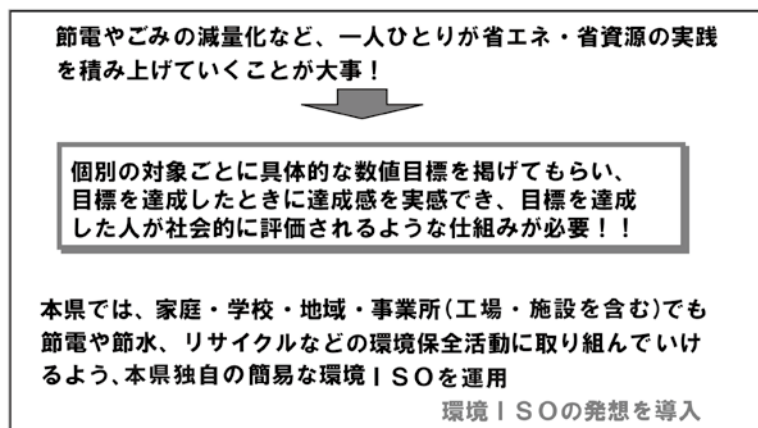 節電やごみの減量化など、一人ひとりが省エネ・省資源の実践
を積み上げていくことが大事！
個別の対象ごとに具体的な数値目標を掲げてもらい、
目標を達成したときに達成感を実感でき、目標を達成
した人が社会的に評価されるような仕組みが必要！！
本県では、家庭・学校・地域・事業所(工場・施設を含む)でも
節電や節水、リサイクルなどの環境保全活動に取り組んでいけ
るよう、本県独自の簡易な環境ＩＳＯを運用
環境ＩＳＯの発想を導入